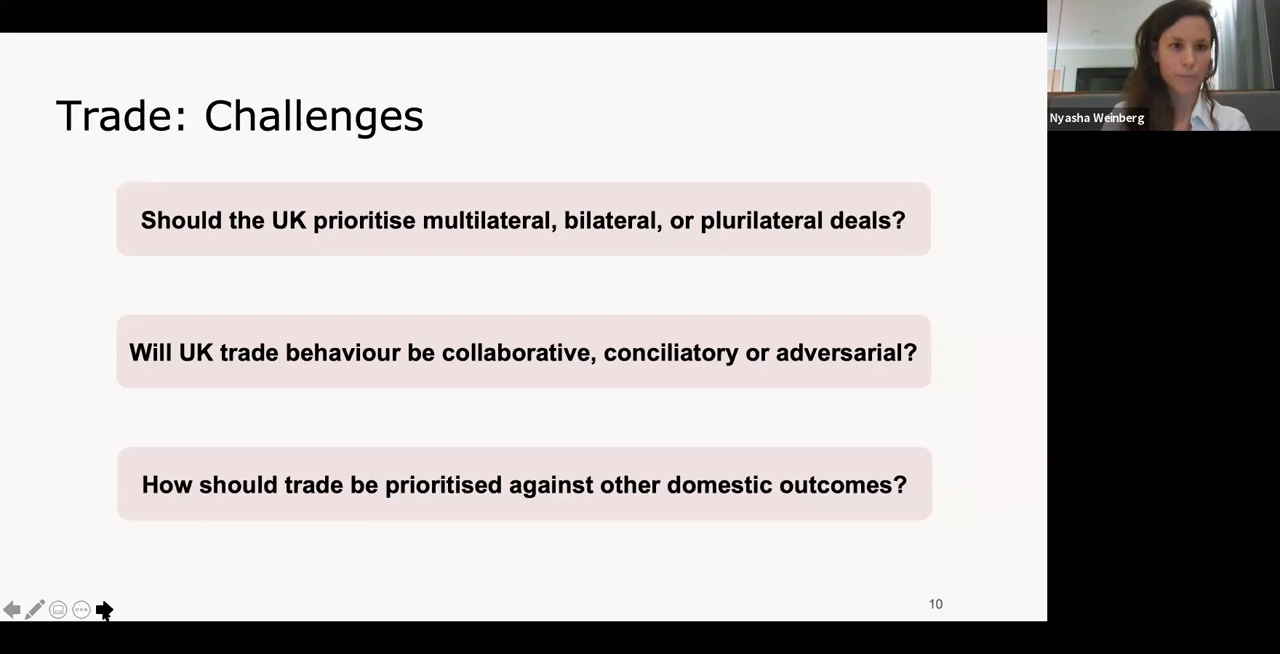 Trade: Challenges
Should the UK prioritise multilateral, bilateral, or plurilateral deals?
Will UK trade behaviour be collaborative, conciliatory or adversarial?
How should trade be prioritised against other domestic outcomes?
10
Nyasha Weinberg